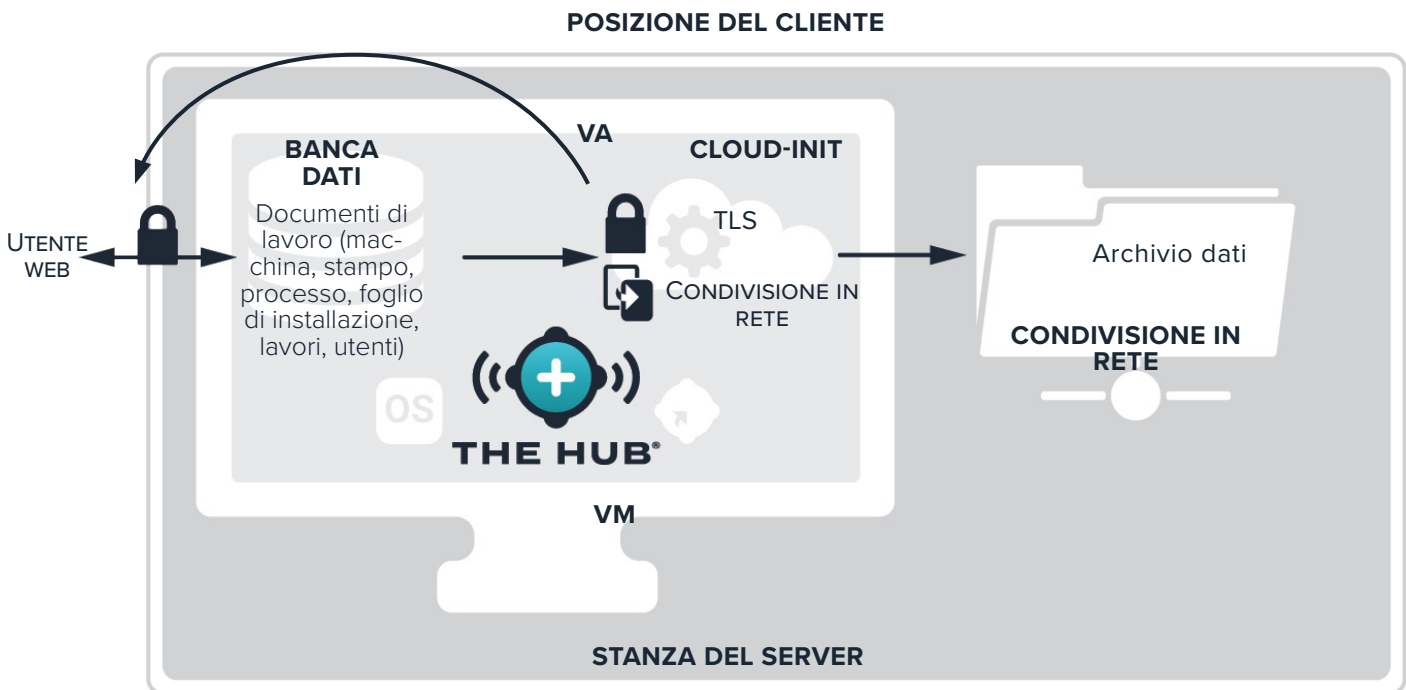 POSIZIONE DEL CLIENTE
VA
BANCA
DATI
CLOUD-INIT
Documenti di
lavoro (mac-
china, stampo,
processo, foglio
di installazione,
lavori, utenti)
TLS
UTENTE
WEB
CONDIVISIONE IN
RETE
Archivio dati
CONDIVISIONE IN
RETE
OS
THE HUB®
VM
STANZA DEL SERVER